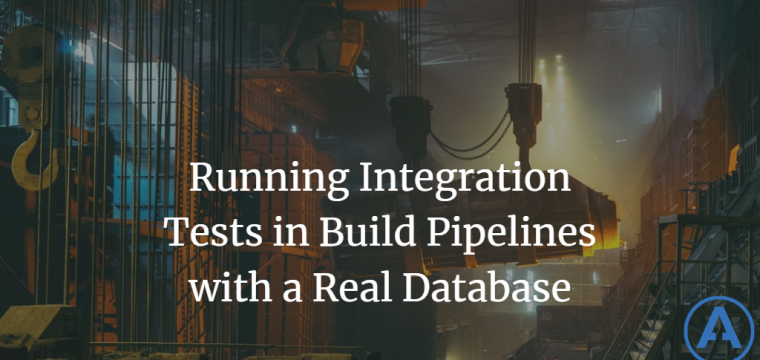 Running Integration
Tests in Build Pipelines
with a Real Database
A